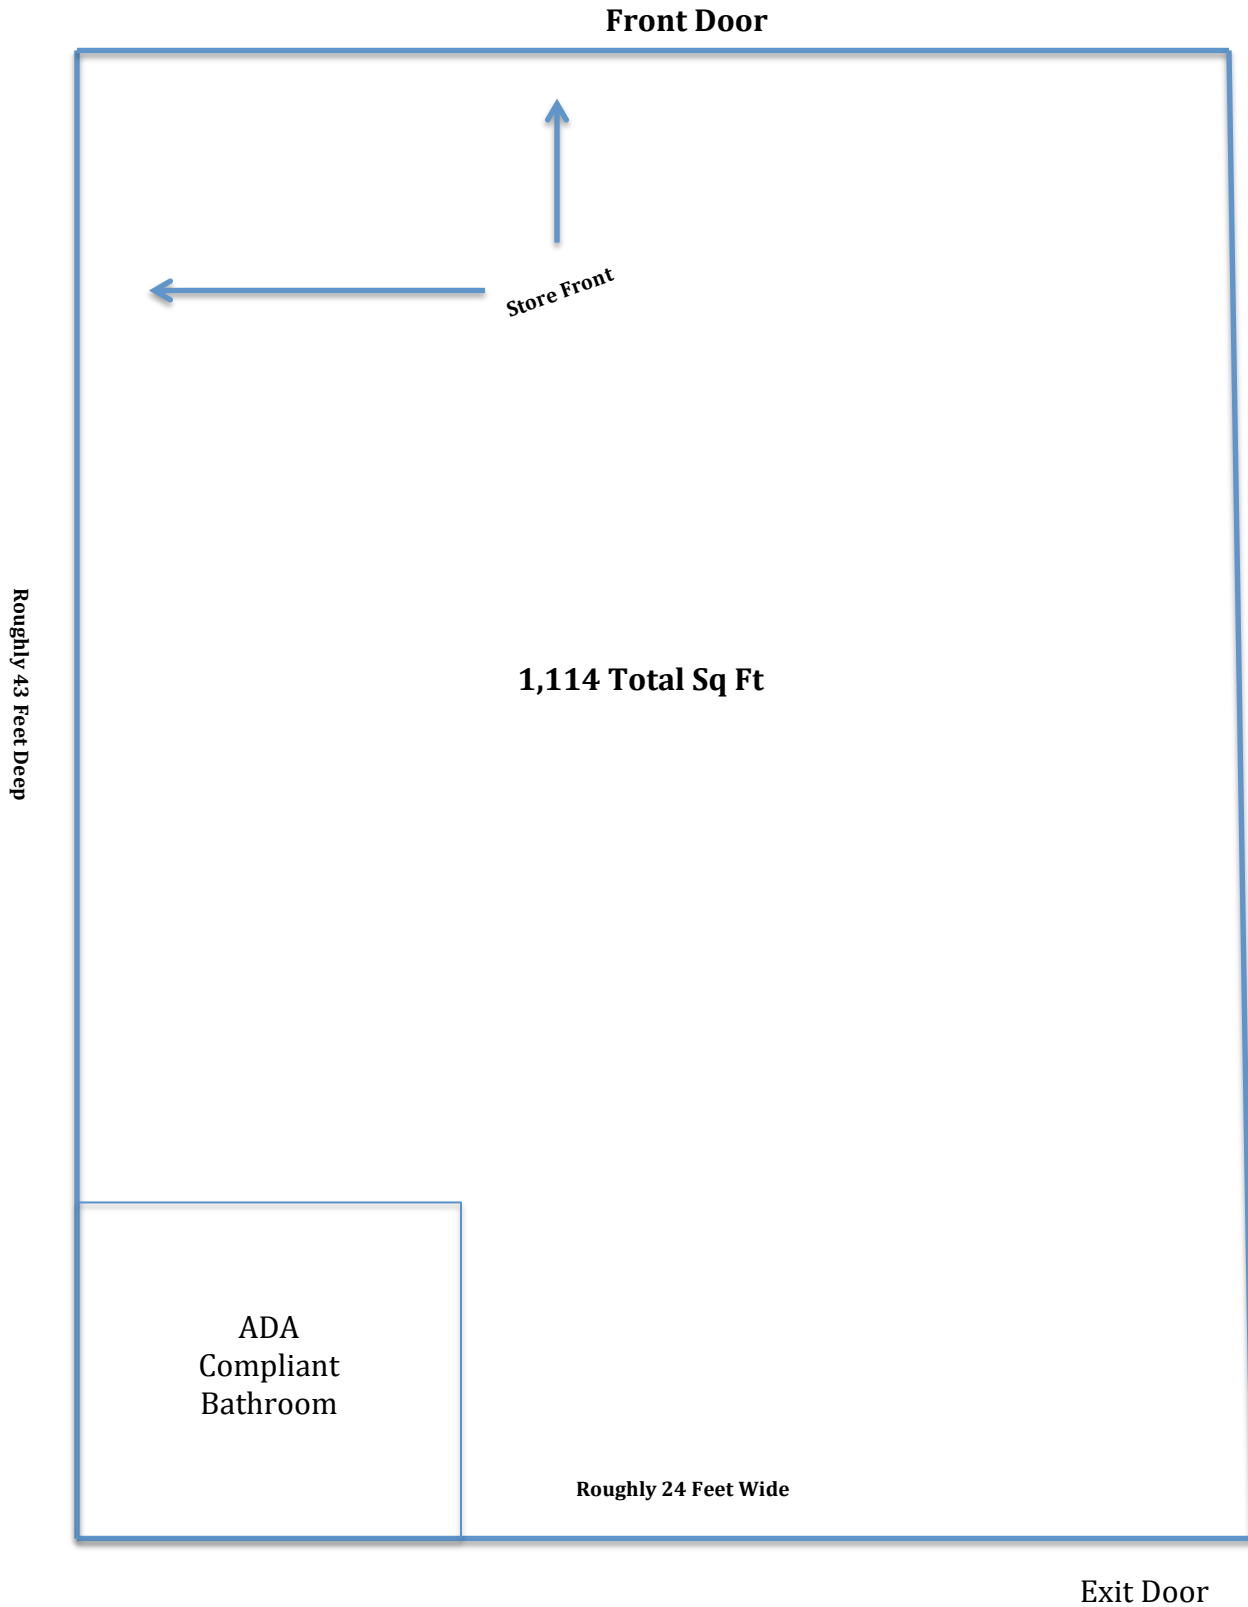 Front Door
Store Front
Roughly 43 Feet Deep
1,114 Total Sq Ft
ADA
Compliant
Bathroom
Roughly 24 Feet Wide
Exit Door